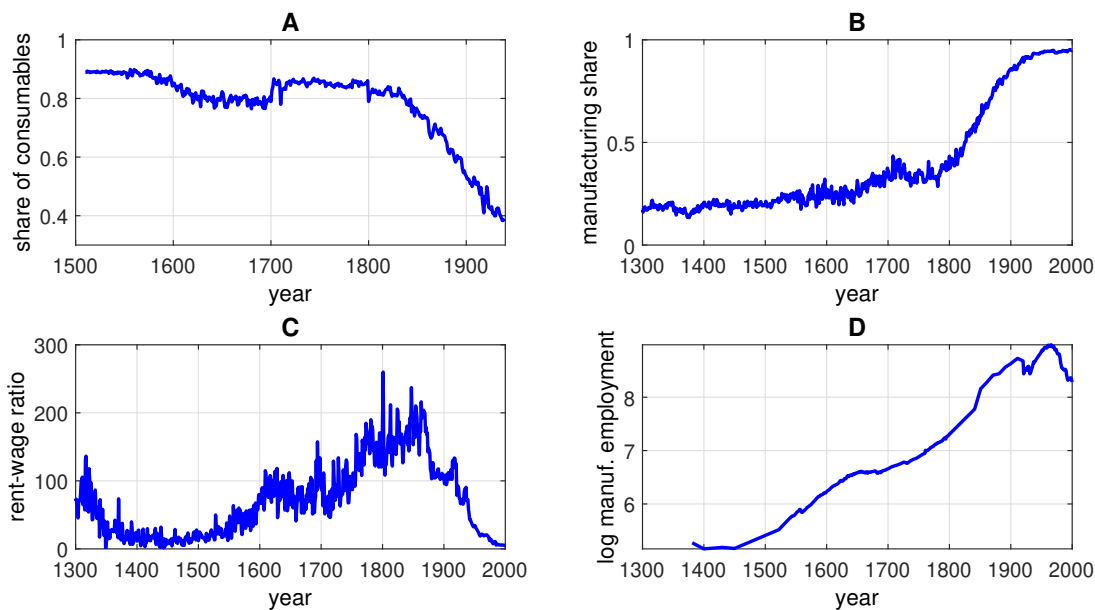 A
share of consumables
1
0.8
0.6
0.4
1500 1600 1700 1800 1900
year
B
manufacturing share
1
0.5
0
1300 1400 1500 1600 1700 1800 1900 2000
year
C
rent-wage ratio
300
200
100
0
1300 1400 1500 1600 1700 1800 1900 2000
year
D
log manuf. employment
8
7
6
1300 1400 1500 1600 1700 1800 1900 2000
year